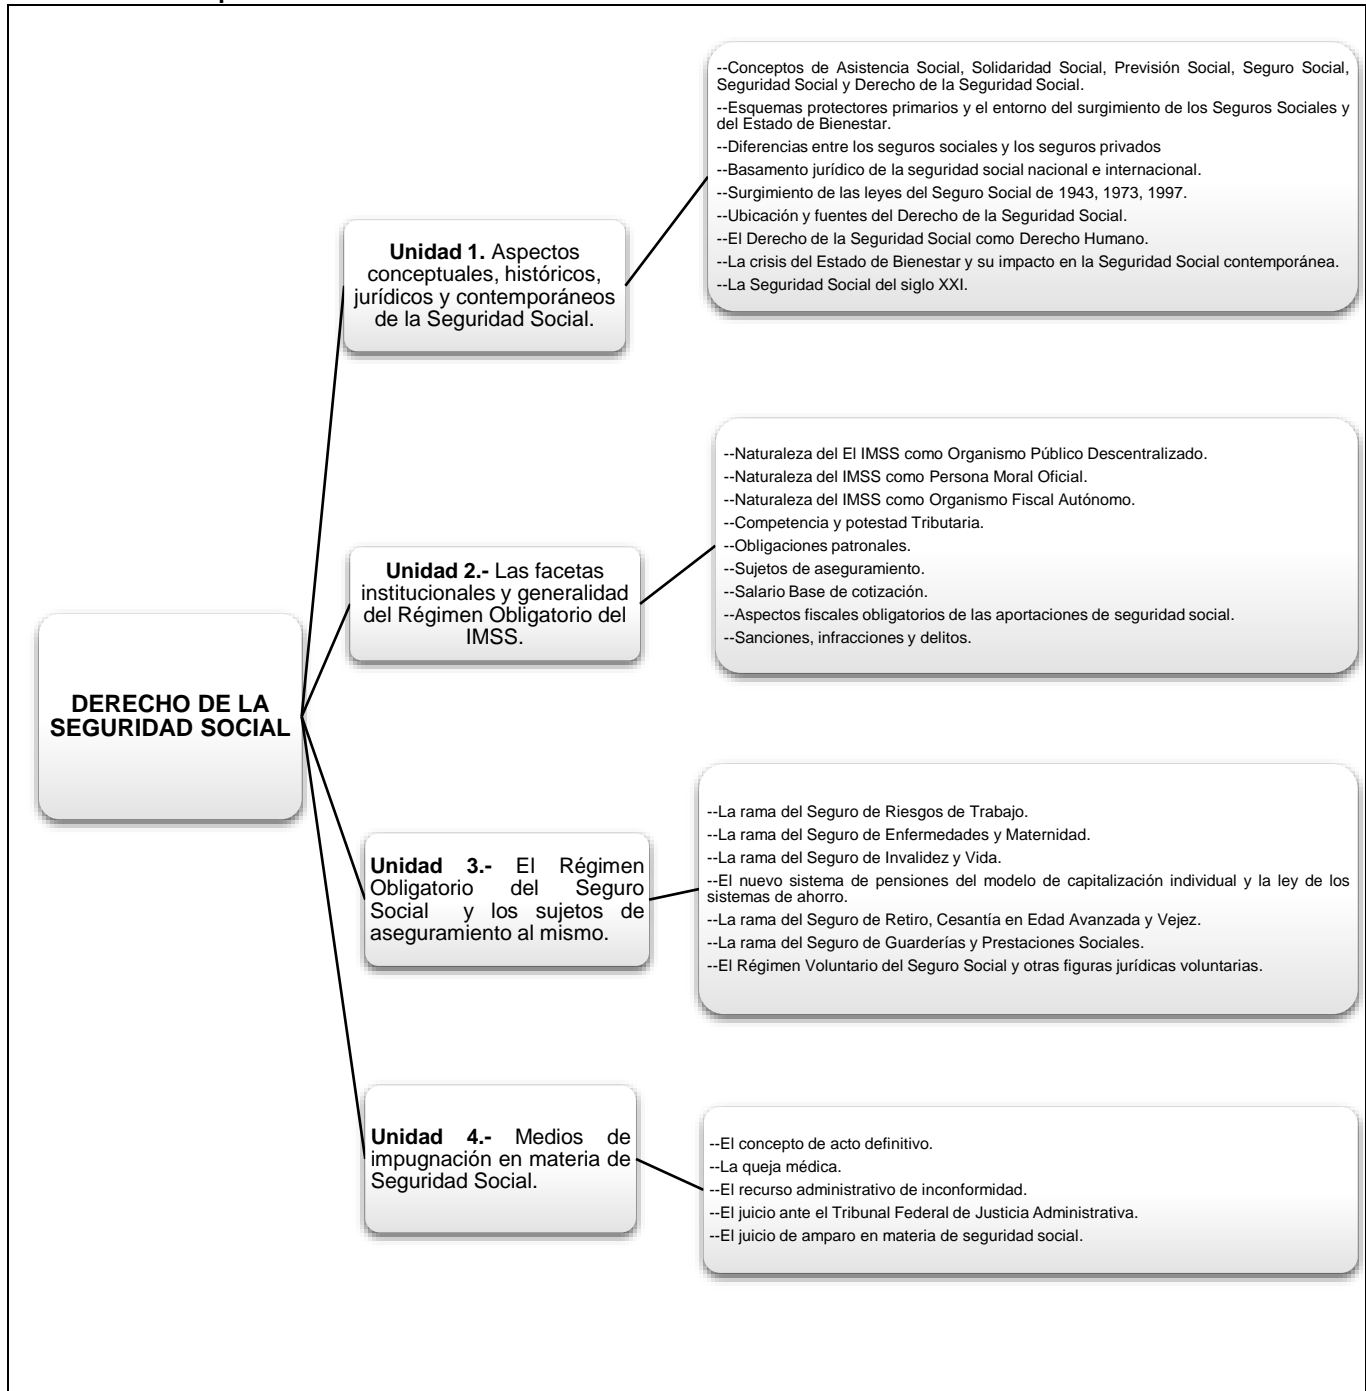 DERECHO DE LA
SEGURIDAD SOCIAL
Unidad 1. Aspectos
conceptuales, históricos,
jurídicos y contemporáneos
de la Seguridad Social.
--Conceptos de Asistencia Social, Solidaridad Social, Previsión Social, Seguro Social,
Seguridad Social y Derecho de la Seguridad Social.
--Esquemas protectores primarios y el entorno del surgimiento de los Seguros Sociales y
del Estado de Bienestar.
--Diferencias entre los seguros sociales y los seguros privados
--Basamento jurídico de la seguridad social nacional e internacional.
--Surgimiento de las leyes del Seguro Social de 1943, 1973, 1997.
--Ubicación y fuentes del Derecho de la Seguridad Social.
--El Derecho de la Seguridad Social como Derecho Humano.
--La crisis del Estado de Bienestar y su impacto en la Seguridad Social contemporánea.
--La Seguridad Social del siglo XXI.
Unidad 2.- Las facetas
institucionales y generalidad
del Régimen Obligatorio del
IMSS.
--Naturaleza del El IMSS como Organismo Público Descentralizado.
--Naturaleza del IMSS como Persona Moral Oficial.
--Naturaleza del IMSS como Organismo Fiscal Autónomo.
--Competencia y potestad Tributaria.
--Obligaciones patronales.
--Sujetos de aseguramiento.
--Salario Base de cotización.
--Aspectos fiscales obligatorios de las aportaciones de seguridad social.
--Sanciones, infracciones y delitos.
Unidad 3.- El Régimen
Obligatorio del Seguro
Social y los sujetos de
aseguramiento al mismo.
--La rama del Seguro de Riesgos de Trabajo.
--La rama del Seguro de Enfermedades y Maternidad.
--La rama del Seguro de Invalidez y Vida.
--El nuevo sistema de pensiones del modelo de capitalización individual y la ley de los
sistemas de ahorro.
--La rama del Seguro de Retiro, Cesantía en Edad Avanzada y Vejez.
--La rama del Seguro de Guarderías y Prestaciones Sociales.
--El Régimen Voluntario del Seguro Social y otras figuras jurídicas voluntarias.
Unidad 4.- Medios de
impugnación en materia de
Seguridad Social.
--El concepto de acto definitivo.
--La queja médica.
--El recurso administrativo de inconformidad.
--El juicio ante el Tribunal Federal de Justicia Administrativa.
--El juicio de amparo en materia de seguridad social.